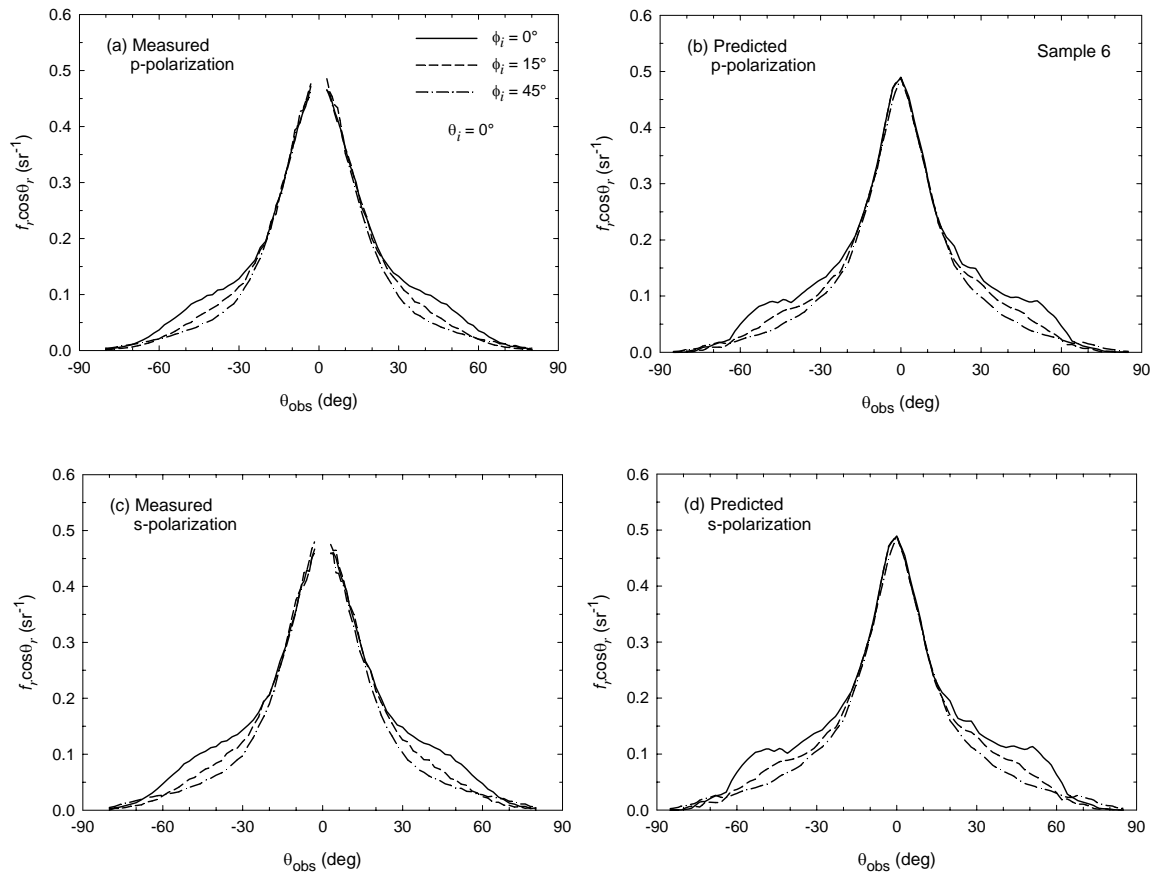 (a) Measured
p-polarization
ϕi = 0°
ϕi = 15°
ϕi = 45°
θi = 0°
0.6
0.5
0.4
0.3
0.2
0.1
0.0
frcosθr (sr-1)
-90 -60 -30 0 30 60 90
θobs (deg)
(b) Predicted
p-polarization
Sample 6
0.6
0.5
0.4
0.3
0.2
0.1
0.0
frcosθr (sr-1)
-90 -60 -30 0 30 60 90
θobs (deg)
(c) Measured
s-polarization
0.6
0.5
0.4
0.3
0.2
0.1
0.0
frcosθr (sr-1)
-90 -60 -30 0 30 60 90
θobs (deg)
(d) Predicted
s-polarization
0.6
0.5
0.4
0.3
0.2
0.1
0.0
frcosθr (sr-1)
-90 -60 -30 0 30 60 90
θobs (deg)